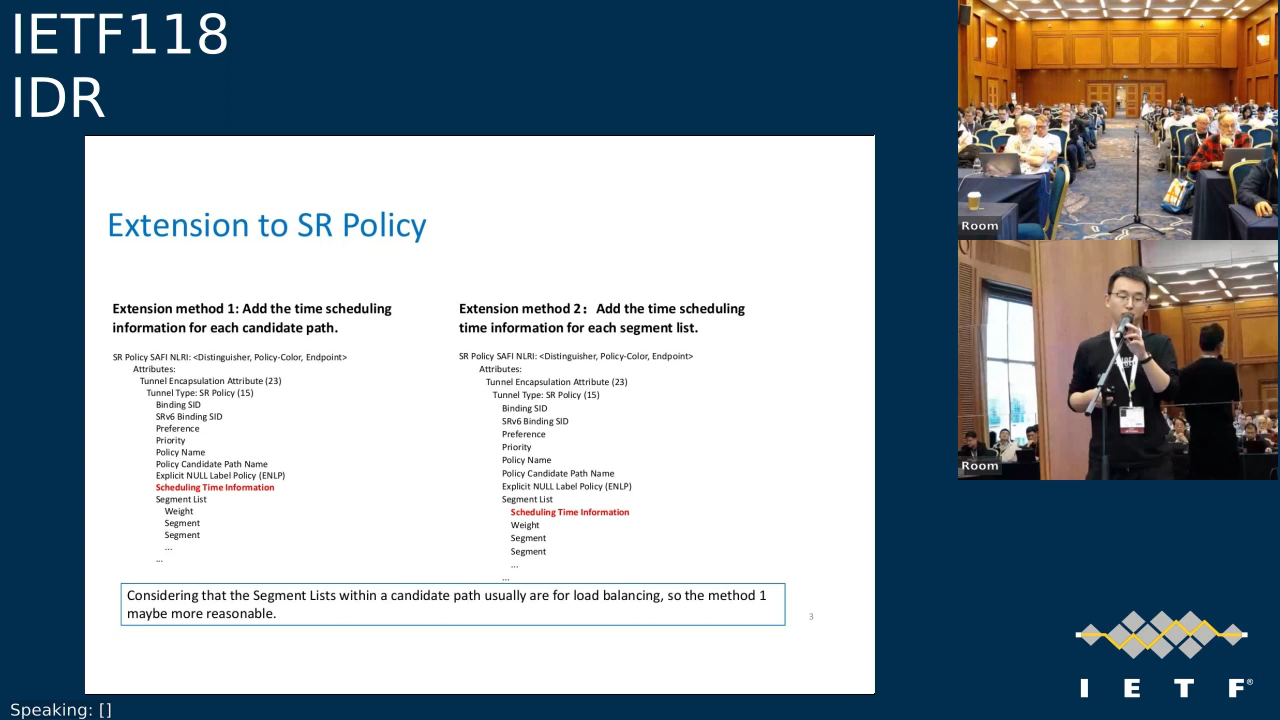 IETF118
IDR
Extension to SR Policy
Extension method 1: Add the time scheduling
information for each candidate path.
SR Policy SAFI NLRI: <Distinguisher, Policy-Color, Endpoint>
Attributes:
Tunnel Encapsulation Attribute (23)
Tunnel Type: SR Policy (15)
Binding SID
SRv6 Binding SID
Preference
Priority
Policy Name
Policy Candidate Path Name
Explicit NULL Label Policy (ENLP)
Scheduling Time Information
Segment List
Weight
Segment
Segment
...
...
Extension method 2：Add the time scheduling
time information for each segment list.
SR Policy SAFI NLRI: <Distinguisher, Policy-Color, Endpoint>
Attributes:
Tunnel Encapsulation Attribute (23)
Tunnel Type: SR Policy (15)
Binding SID
SRv6 Binding SID
Preference
Priority
Policy Name
Policy Candidate Path Name
Explicit NULL Label Policy (ENLP)
Segment List
Scheduling Time Information
Weight
Segment
Segment
...
...
Considering that the Segment Lists within a candidate path usually are for load balancing, so the method 1
maybe more reasonable.
3
Room
Room
I E T F®
Speaking: []